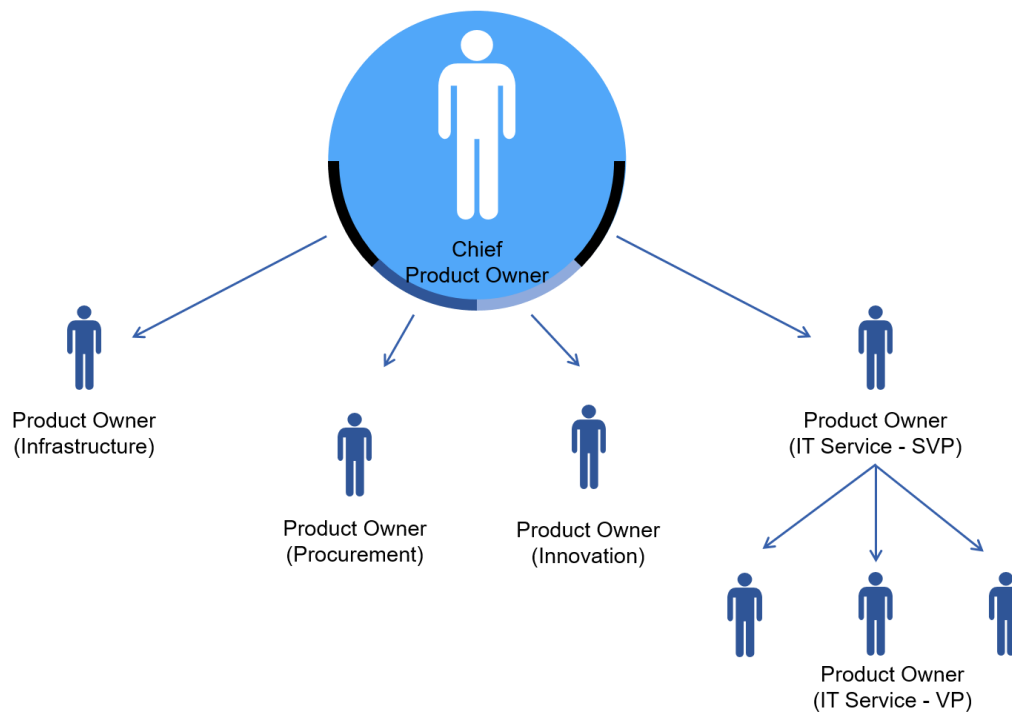 Chief
Product Owner
Product Owner
(Infrastructure)
Product Owner
(IT Service - SVP)
Product Owner
(Procurement)
Product Owner
(Innovation)
Product Owner
(IT Service - VP)